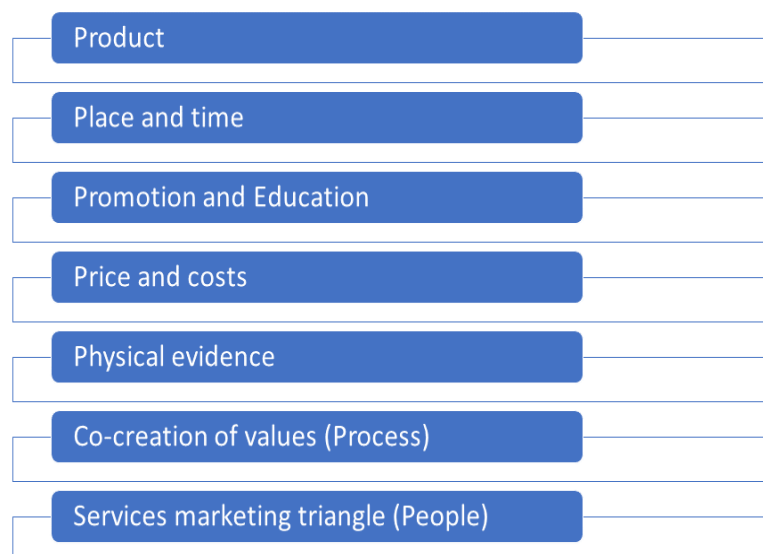 Product
Place and time
Promotion and Education
Price and costs
Physical evidence
Co-creation of values (Process)
Services marketing triangle (People)